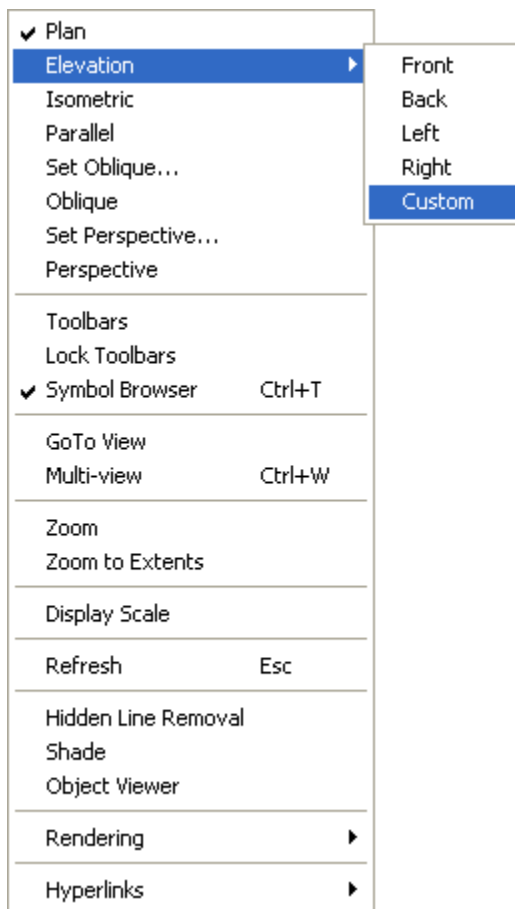 Plan
Elevation
Front
Isometric
Back
Parallel
Left
Set Oblique...
Right
Oblique
Custom
Set Perspective...
Perspective
Toolbars
Lock Toolbars
Symbol Browser Ctrl+T
GoTo View
Multi-view Ctrl+W
Zoom
Zoom to Extents
Display Scale
Refresh Esc
Hidden Line Removal
Shade
Object Viewer
Rendering
Hyperlinks